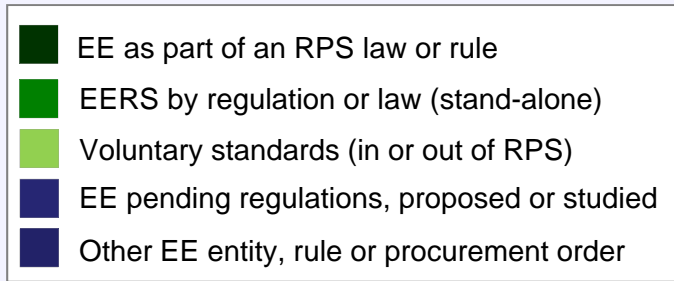 EE as part of an RPS law or rule
EERS by regulation or law (stand-alone)
Voluntary standards (in or out of RPS)
EE pending regulations, proposed or studied
Other EE entity, rule or procurement order